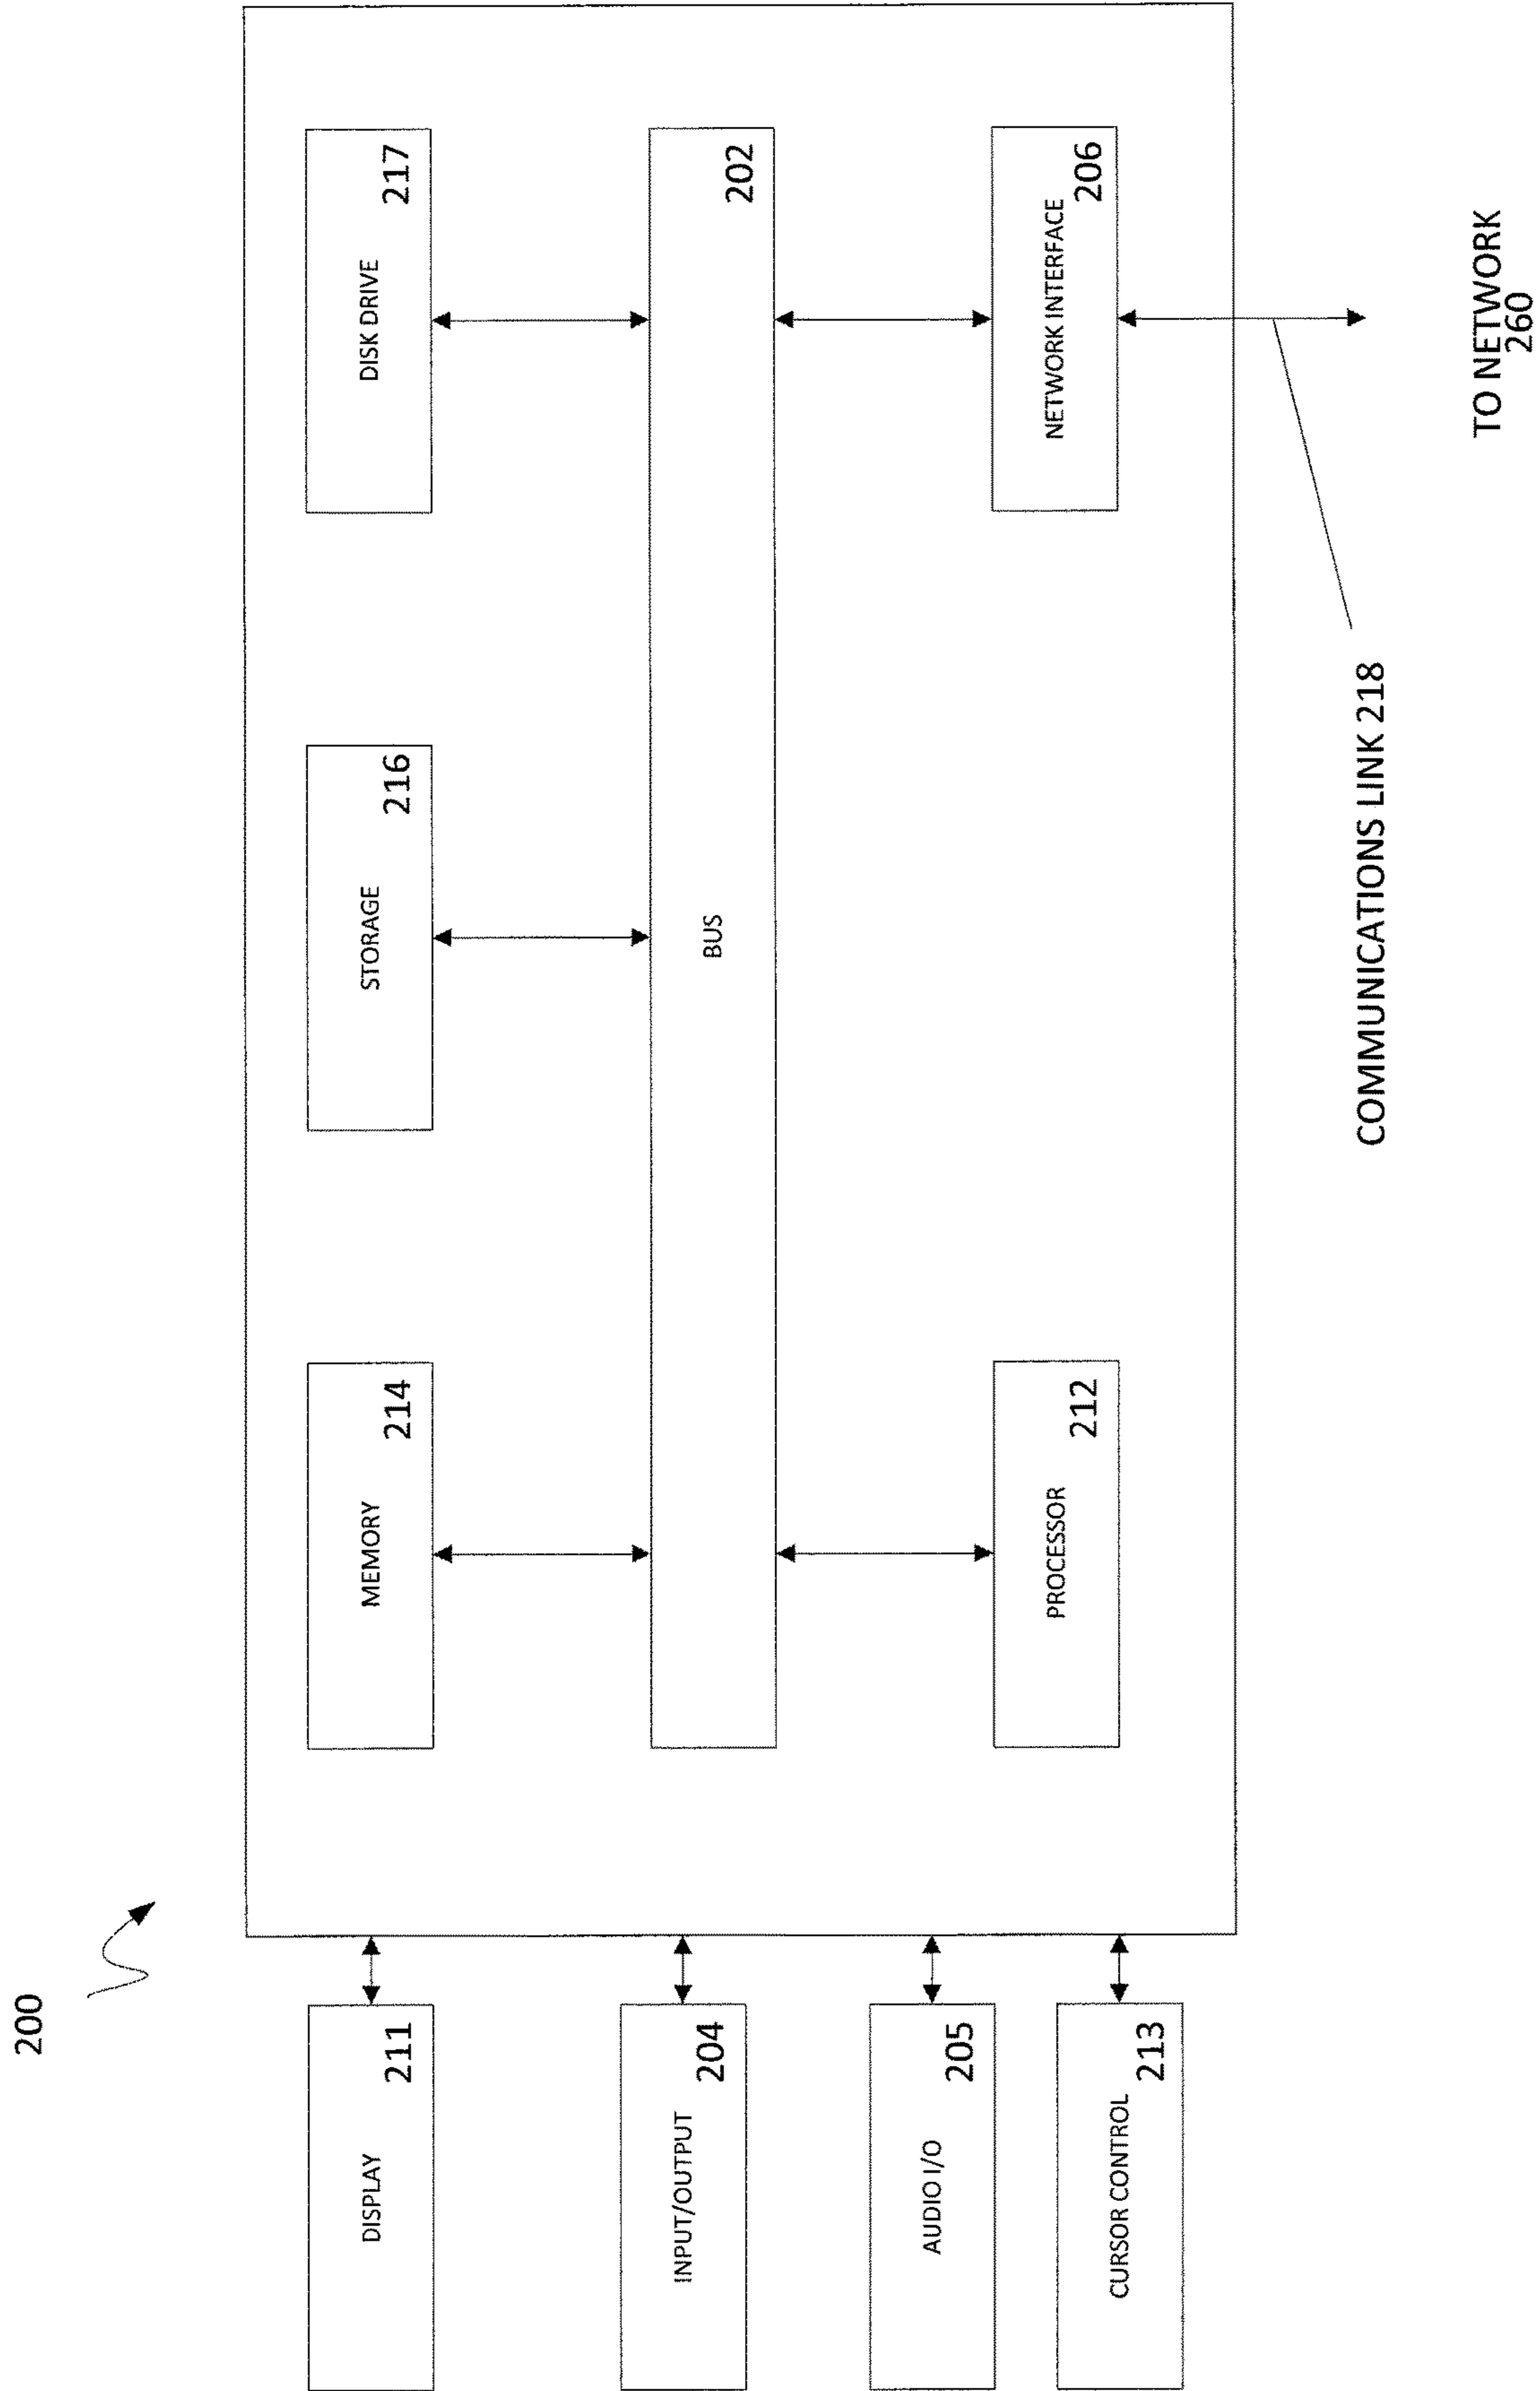 200
DISPLAY
211
INPUT/OUTPUT
204
AUDIO I/O
205
CURSOR CONTROL
213
MEMORY
214
STORAGE
216
DISK DRIVE
217
BUS
202
PROCESSOR
212
NETWORK INTERFACE
206
COMMUNICATIONS LINK 218
TO NETWORK
260